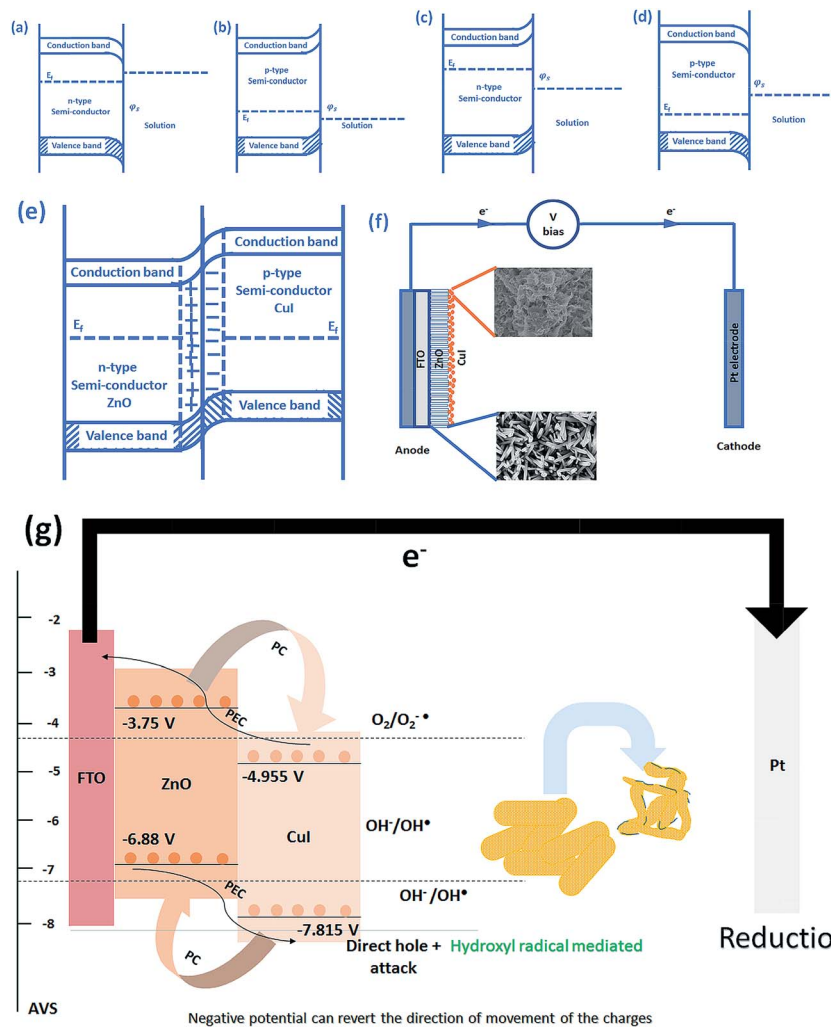 (a)
Conduction band
Ef
n-type
Semi-conductor
φs
Solution
Valence band
(b)
Conduction band
p-type
Semi-conductor
φs
Ef
Solution
Valence band
(c)
Conduction band
Ef
n-type
Semi-conductor
φs
Solution
Valence band
(d)
Conduction band
p-type
Semi-conductor
φs
Ef
Solution
Valence band
(e)
Conduction band
p-type
Semi-conductor
CuI
Ef
Ef
n-type
Semi-conductor
ZnO
Valence band
Valence band
(f)
e-
V
bias
e-
FTO
ZnO
CuI
Pt electrode
Anode
Cathode
(g)
e-
-2
-3
-4
-5
-6
-7
-8
AVS
PC
PEC
-3.75 V
O2/O2-•
-4.955 V
FTO
ZnO
Pt
CuI
-6.88 V
OH-/OH•
PEC
OH-/OH•
-7.815 V
PC
Direct hole + Hydroxyl radical mediated
attack
Reductio
Negative potential can revert the direction of movement of the charges